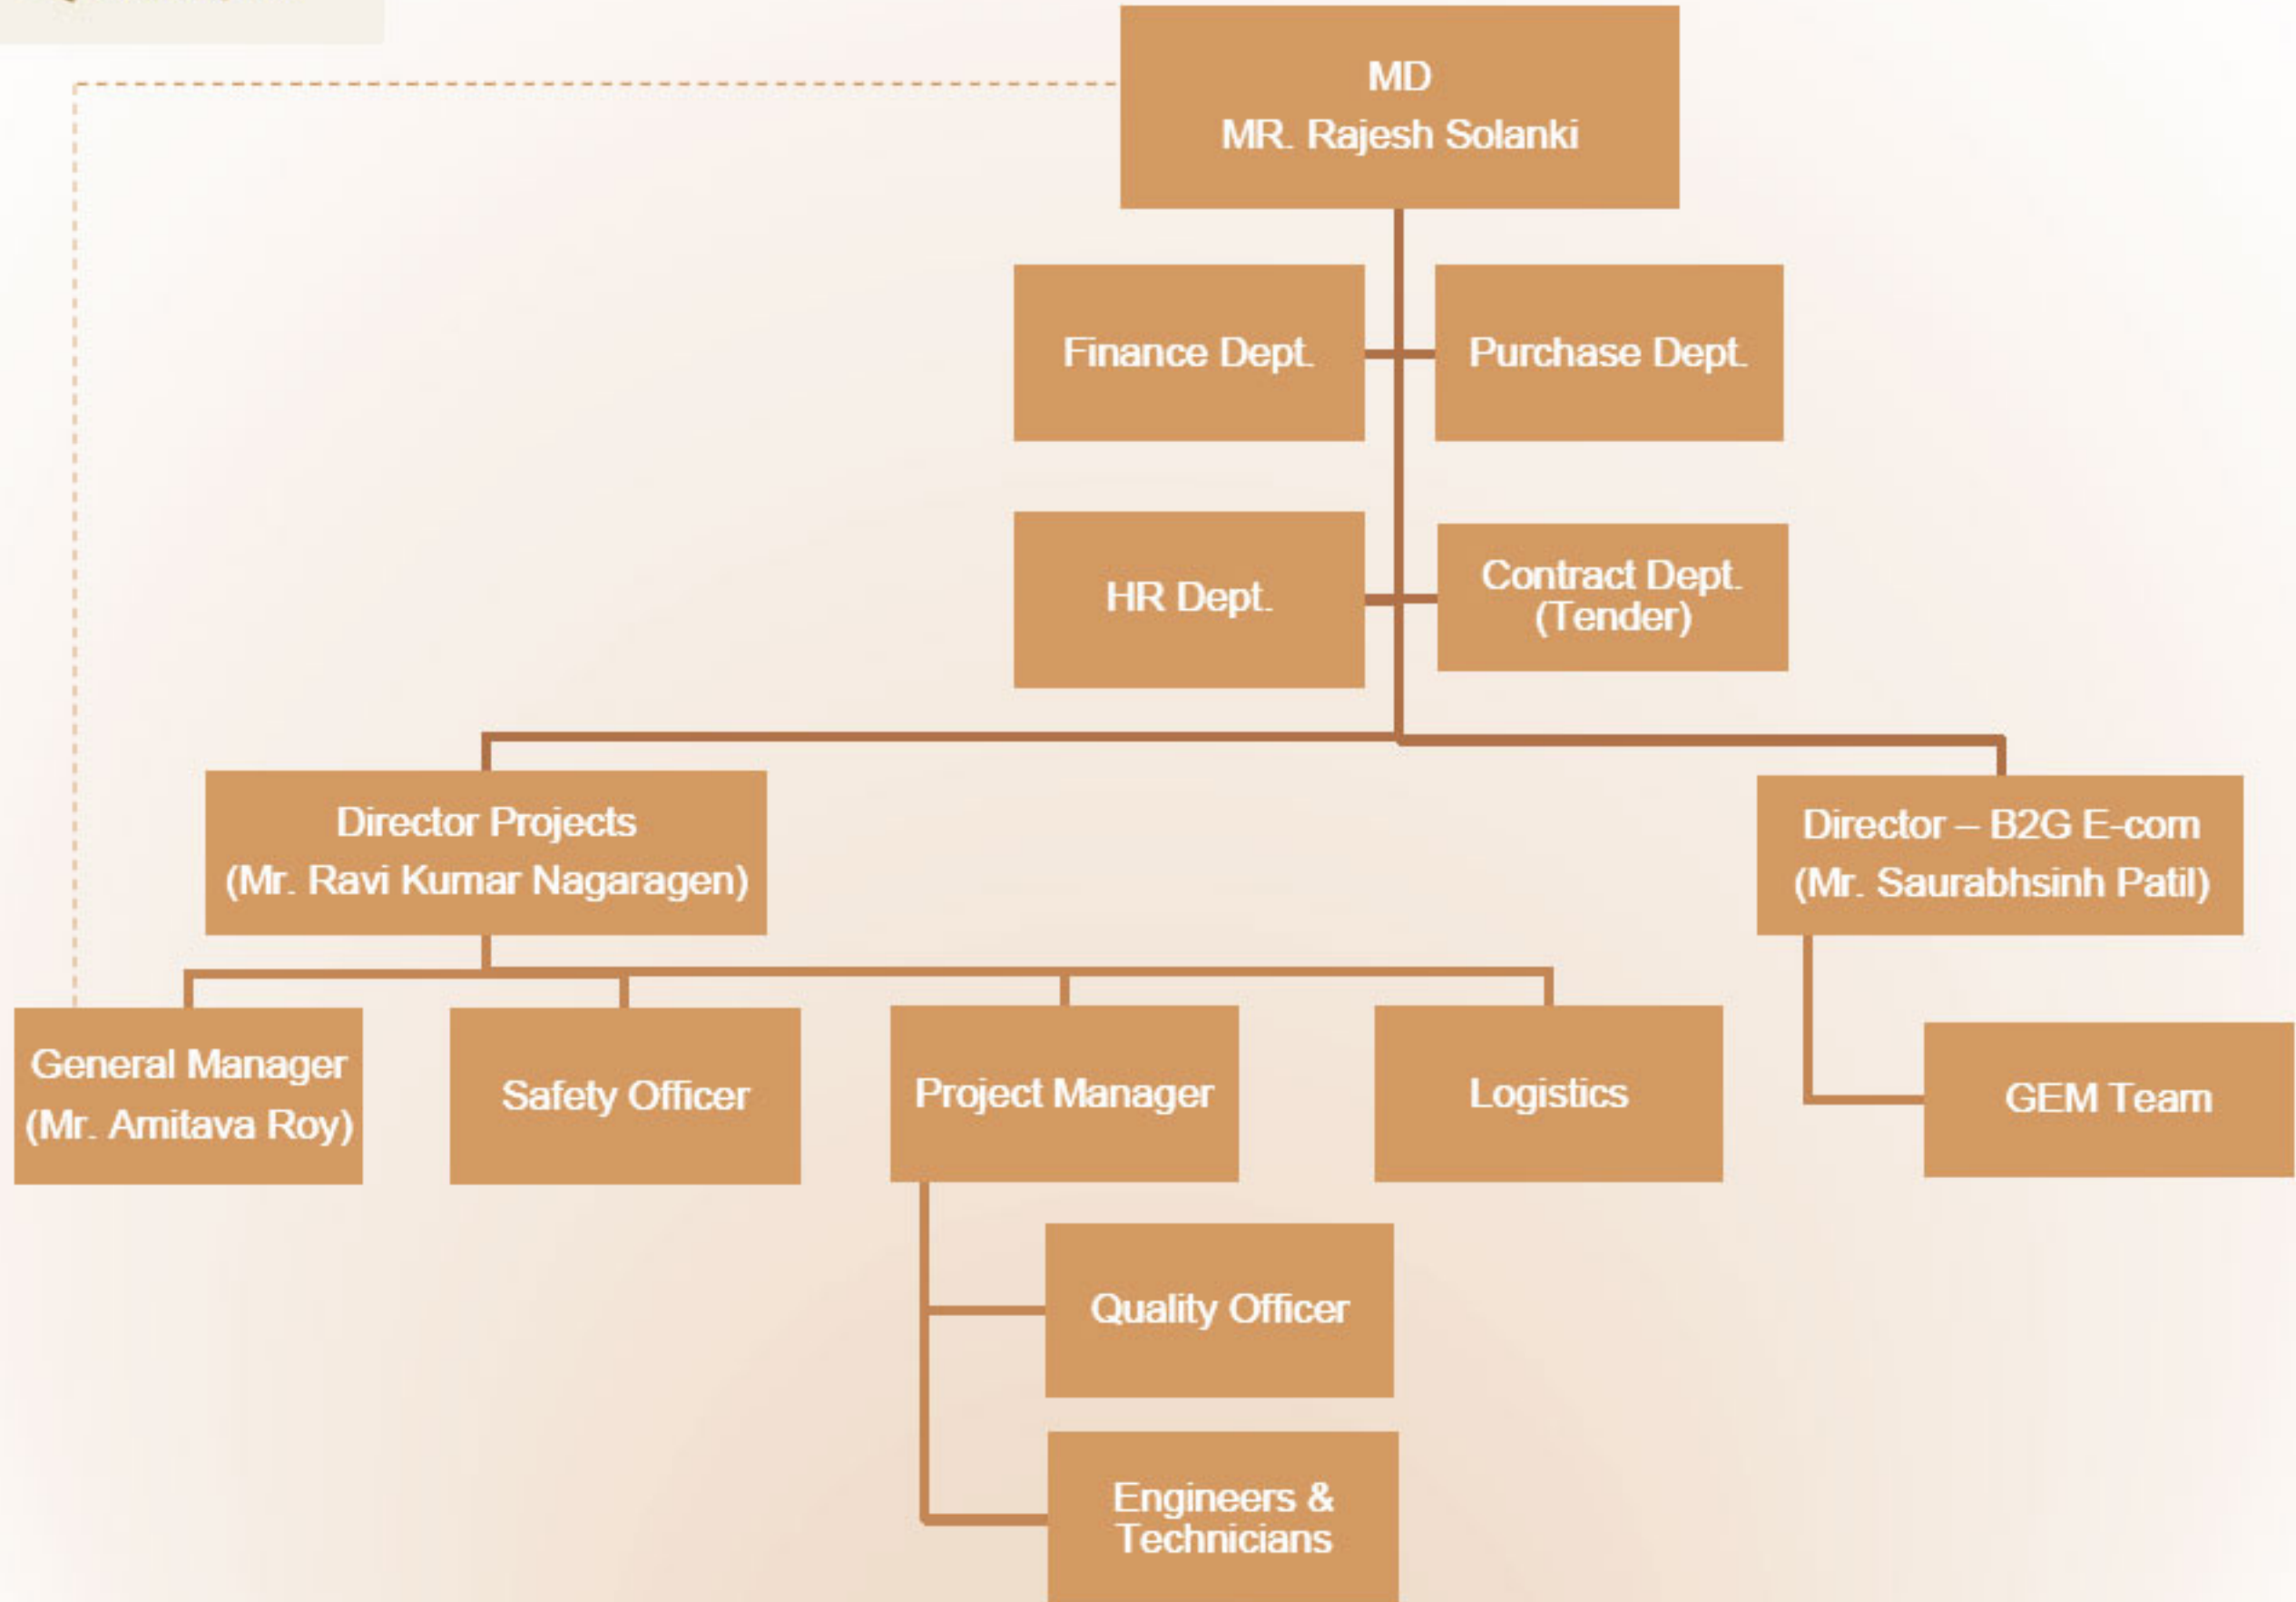 MD
MR. Rajesh Solanki
Finance Dept.
Purchase Dept.
HR Dept.
Contract Dept.
(Tender)
Director Projects
(Mr. Ravi Kumar Nagaragen)
Director – B2G E-com
(Mr. Saurabhsinh Patil)
General Manager
(Mr. Amitava Roy)
Safety Officer
Project Manager
Logistics
GEM Team
Quality Officer
Engineers &
Technicians